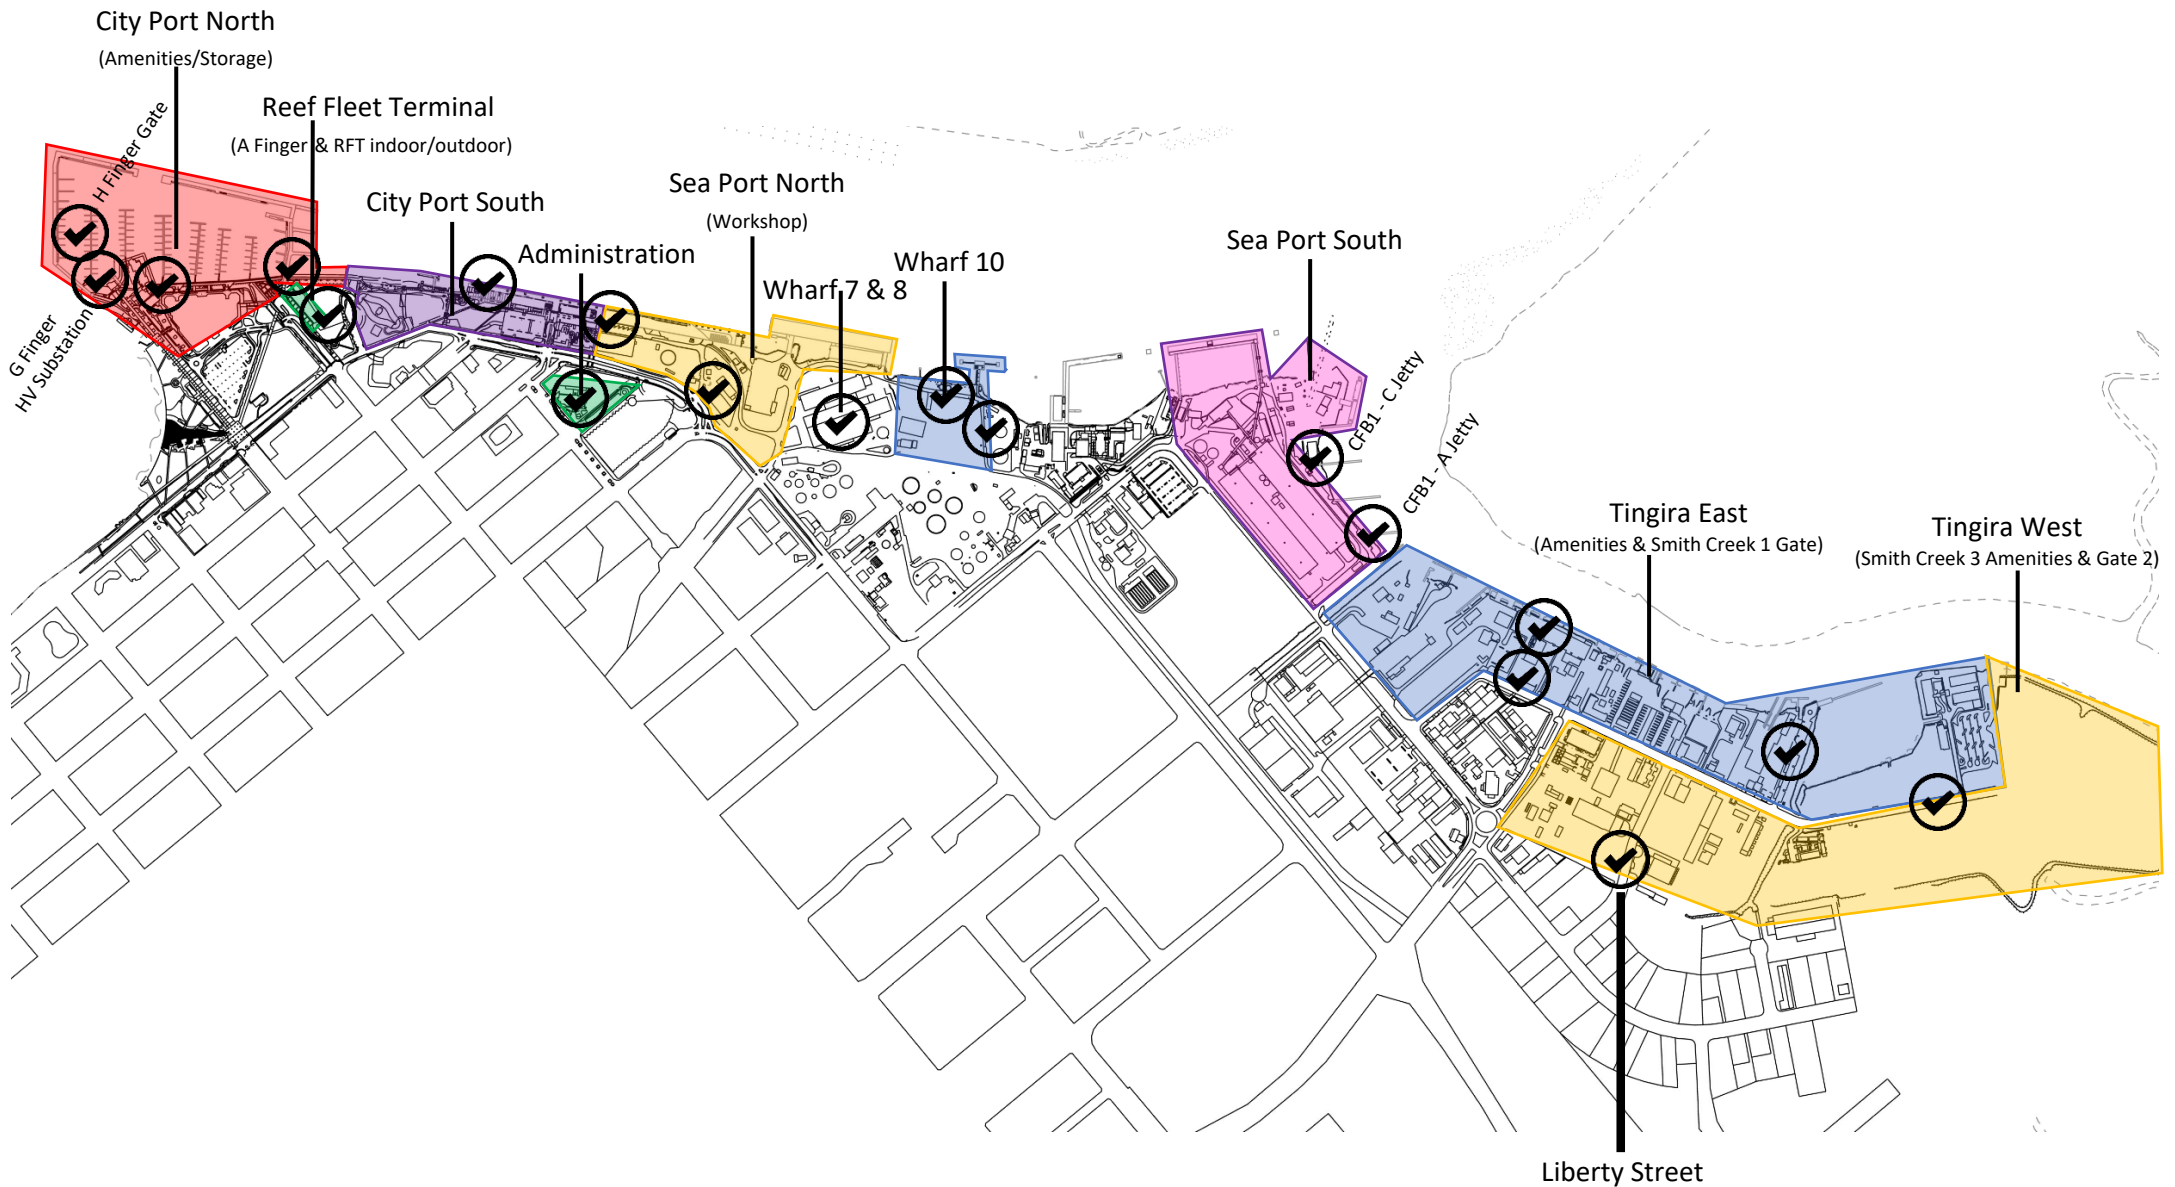 City Port North
(Amenities/Storage)
H Finger Gate
Reef Fleet Terminal
(A Finger & RFT indoor/outdoor)
G Finger
HV Substation
City Port South
Administration
Sea Port North
(Workshop)
Wharf 7 & 8
Wharf 10
Sea Port South
CFB1 - C Jetty
CFB1 - A Jetty
Tingira East
(Amenities & Smith Creek 1 Gate)
Tingira West
(Smith Creek 3 Amenities & Gate 2)
Liberty Street